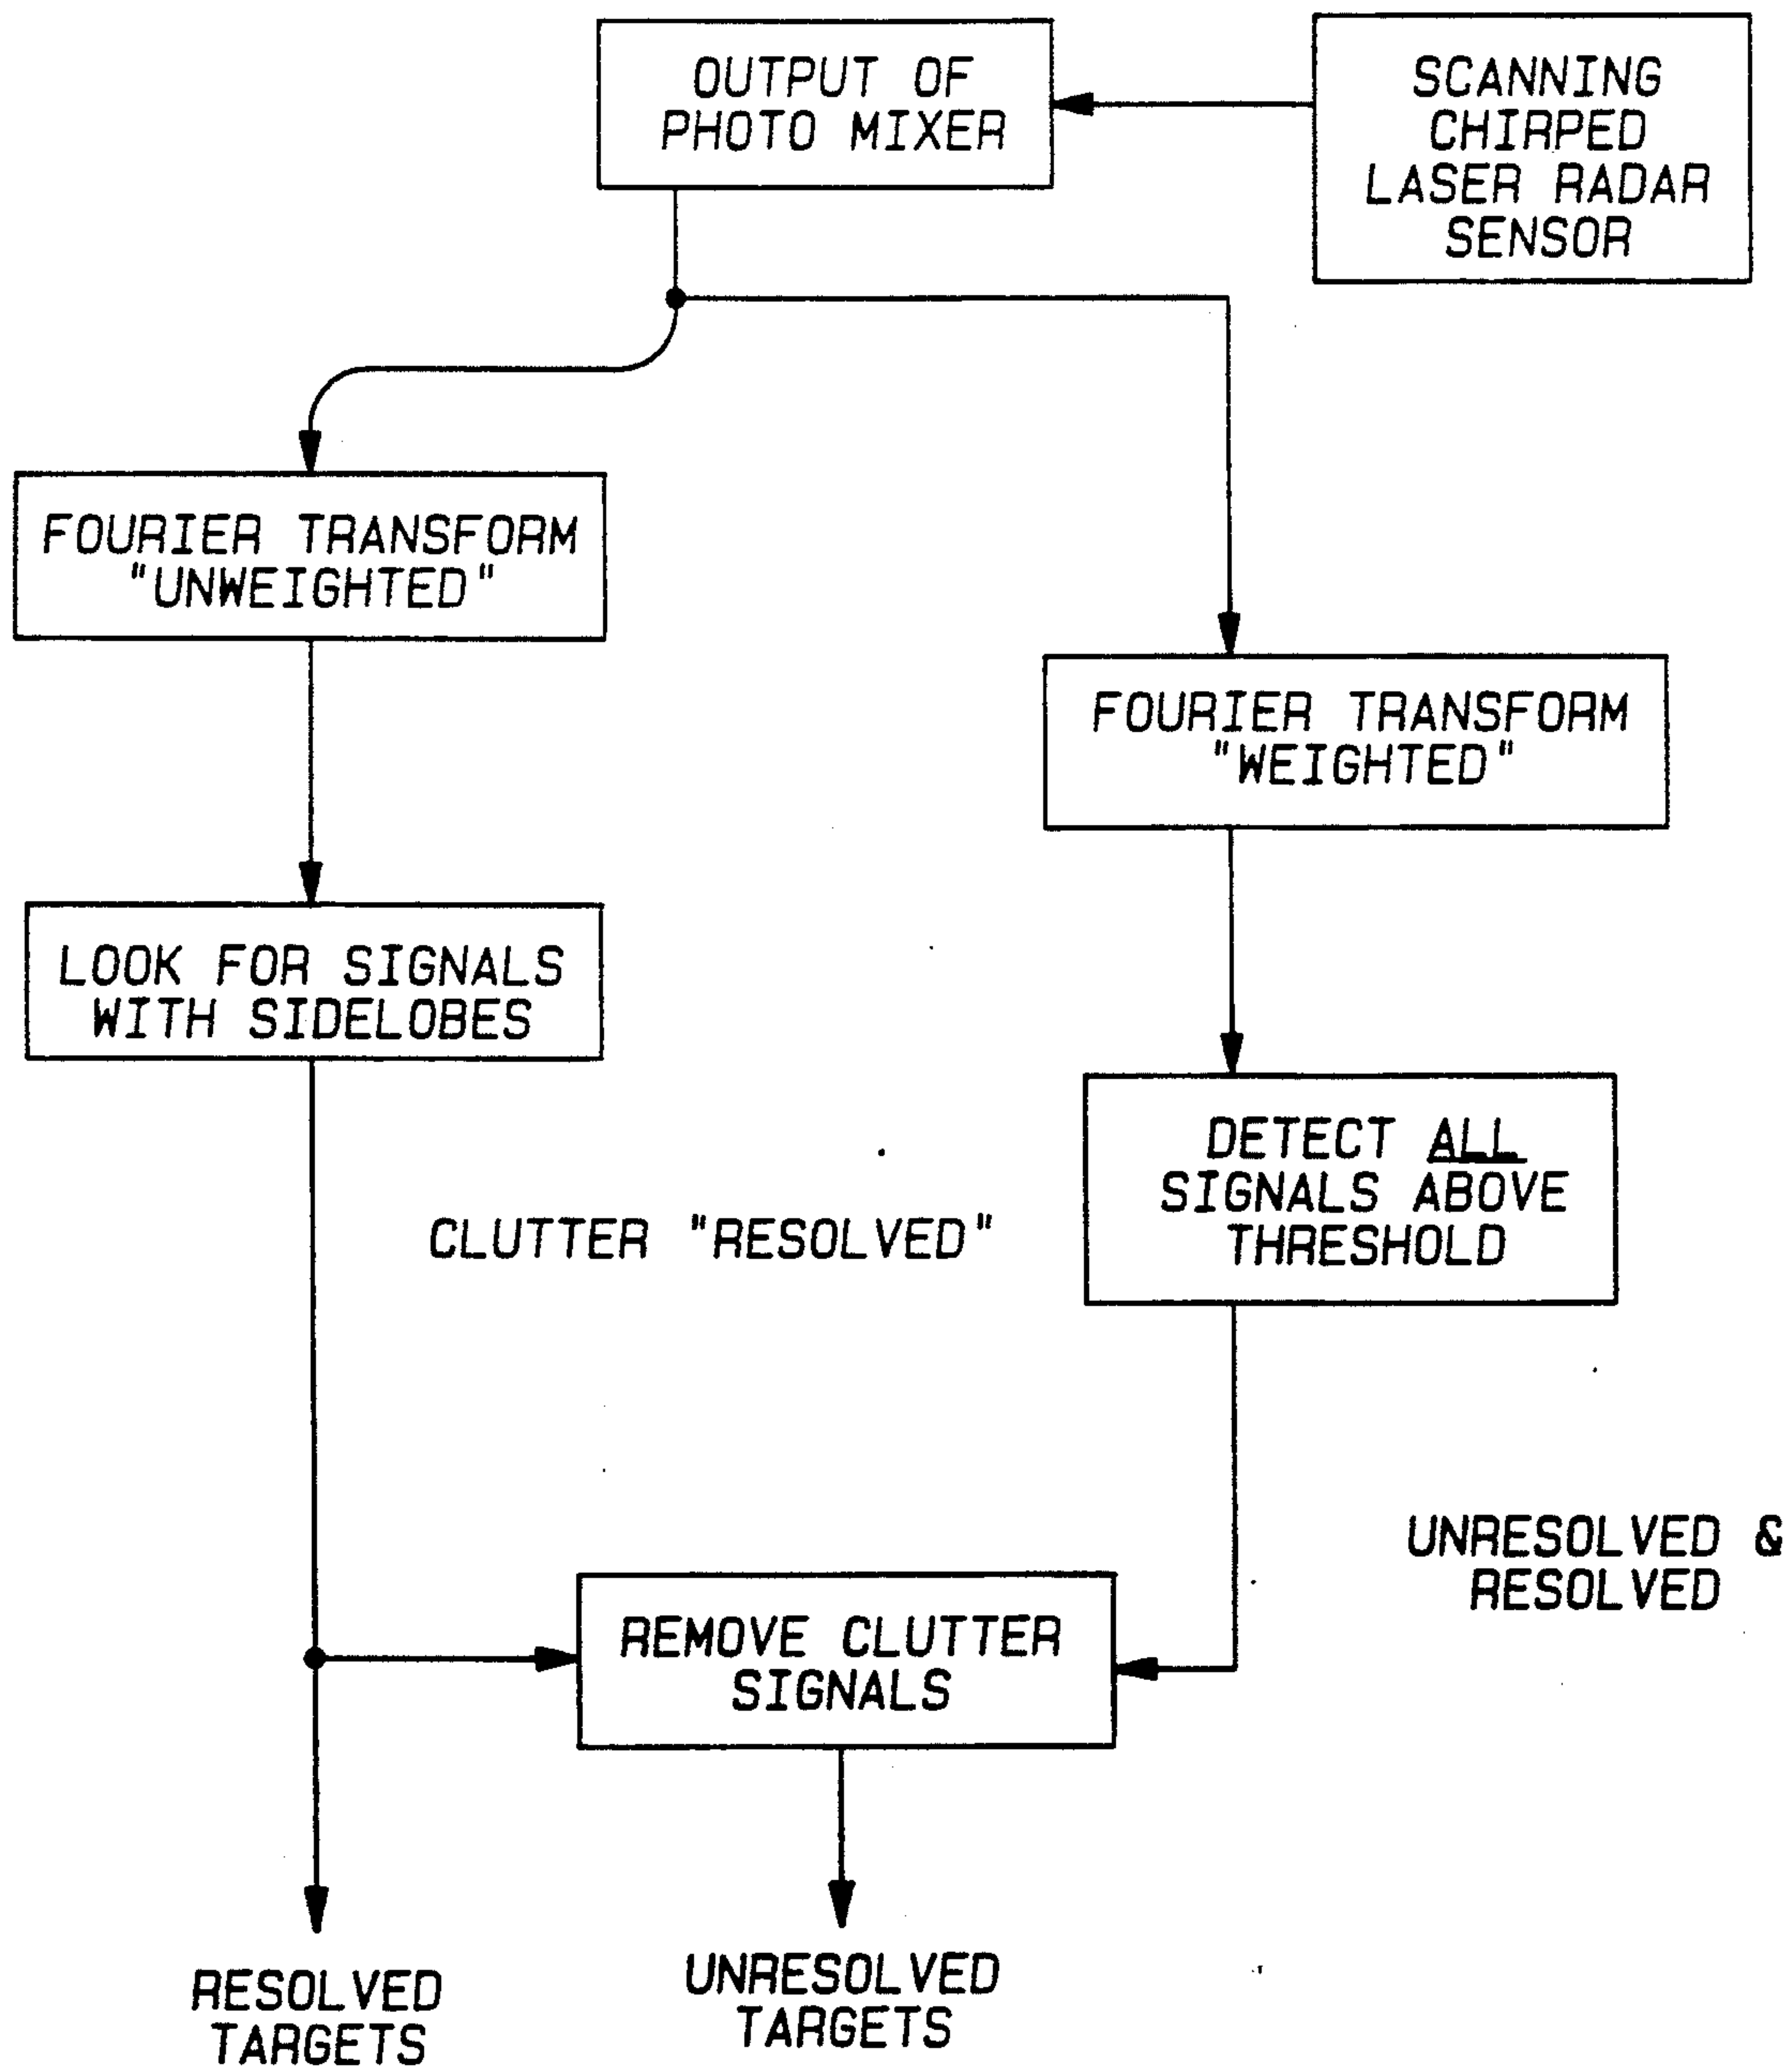 OUTPUT OF
PHOTO MIXER
SCANNING
CHIRPED
LASER RADAR
SENSOR
FOURIER TRANSFORM
"UNWEIGHTED"
FOURIER TRANSFORM
"WEIGHTED"
LOOK FOR SIGNALS
WITH SIDELOBES
DETECT ALL
SIGNALS ABOVE
THRESHOLD
CLUTTER "RESOLVED"
UNRESOLVED &
RESOLVED
REMOVE CLUTTER
SIGNALS
RESOLVED
TARGETS
UNRESOLVED
TARGETS